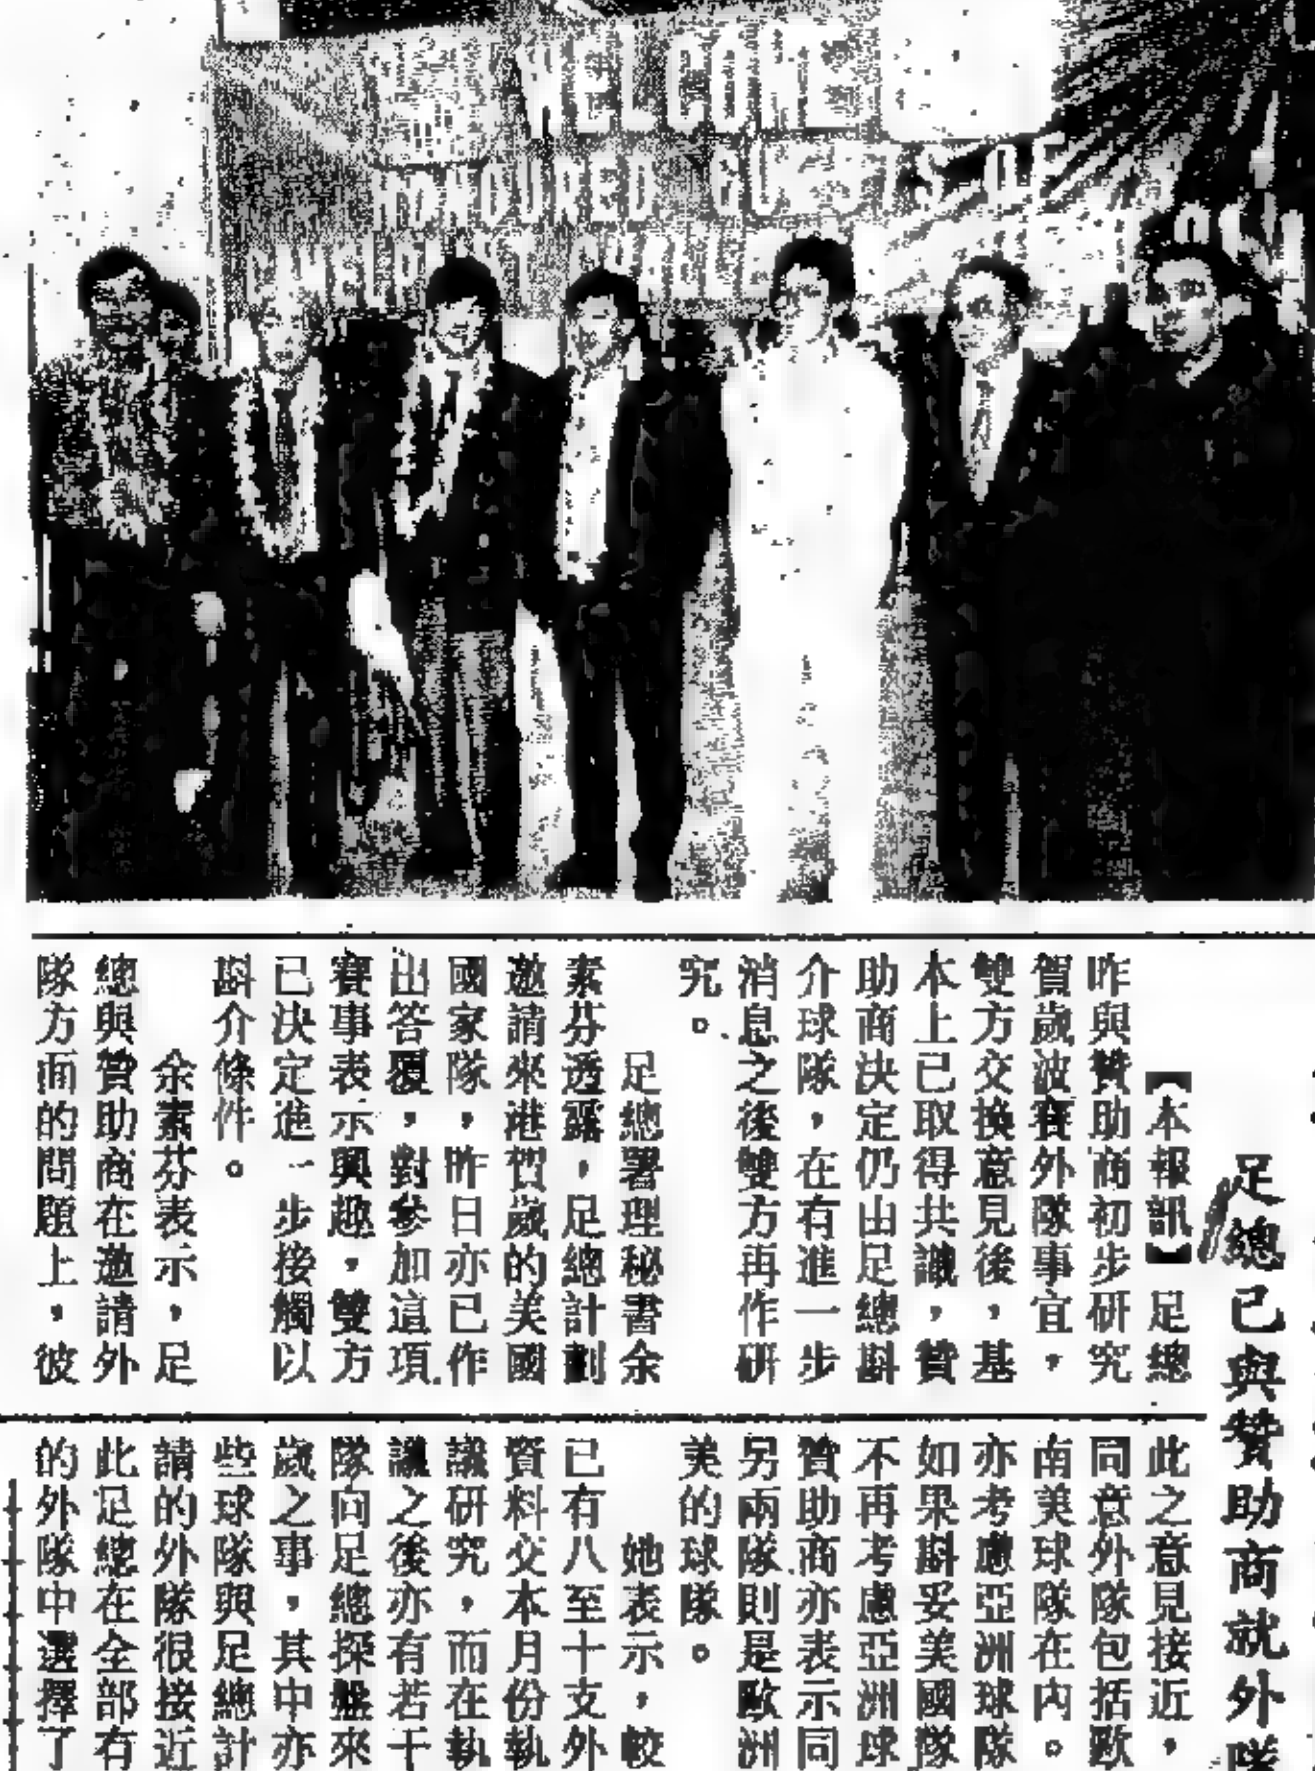 WELCOME
HONOURED GUESTS OF
足總已與贊助商就外隊
【本報訊】足總
昨與贊助商初步研究
賀歲波賽外隊事宜,
雙方交換意見後,基
本上已取得共識,贊
助商決定仍由足總斟
介球隊,在有進一步
消息之後雙方再作研
究。
足總署理秘書余
素芬透露,足總計劃
邀請來港賀歲的美國
國家隊,昨日亦已作
出答覆,對參加這項
賽事表示興趣,雙方
已決定進一步接觸以
斟介條件。
余素芬表示,足
總與贊助商在邀請外
隊方面的問題上,彼
此之意見接近,
同意外隊包括歐
南美球隊在內。
亦考慮亞洲球隊
如果斟妥美國隊
不再考慮亞洲球
贊助商亦表示同
另兩隊則是歐洲
美的球隊。
她表示,較
已有八至十支外
資料交本月份執
議研究,而在執
議之後亦有若干
隊向足總探盤來
歲之事,其中亦
些球隊與足總計
請的外隊很接近
此足總在全部有
的外隊中選擇了